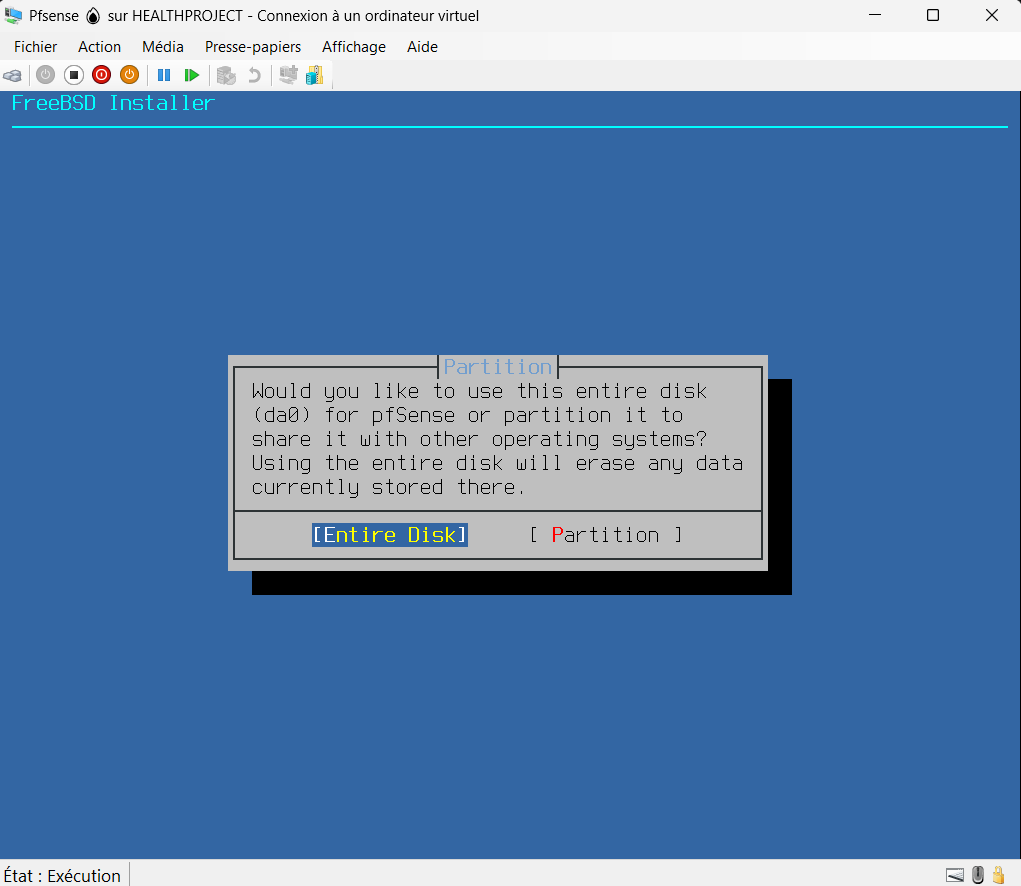 Pfsense sur HEALTHPROJECT - Connexion à un ordinateur virtuel
Fichier Action Média Presse-papiers Affichage Aide
FreeBSD Installer
Partition
Would you like to use this entire disk
(da0) for pfSense or partition it to
share it with other operating systems?
Using the entire disk will erase any data
currently stored there.
[Entire Disk] [ Partition ]
État : Exécution